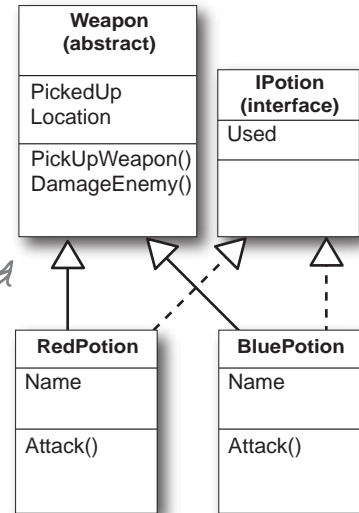 Weapon
(abstract)
PickedUp
Location
PickUpWeapon()
DamageEnemy()
IPotion
(interface)
Used
RedPotion
Name
Attack()
BluePotion
Name
Attack()